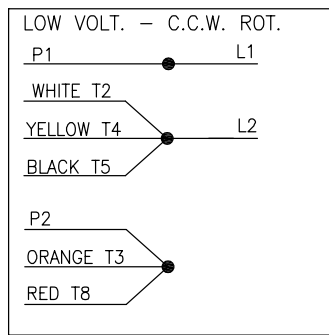 LOW VOLT. – C.C.W. ROT.
P1 L1
WHITE T2
YELLOW T4 L2
BLACK T5
P2
ORANGE T3
RED T8